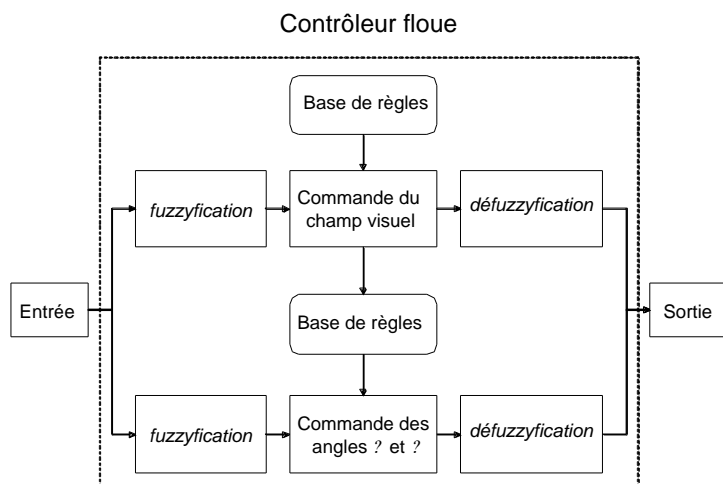 Contrôleur floue
Base de règles
fuzzyfication
Commande du
champ visuel
défuzzyfication
Entrée
Base de règles
Sortie
fuzzyfication
Commande des
angles ? et ?
défuzzyfication